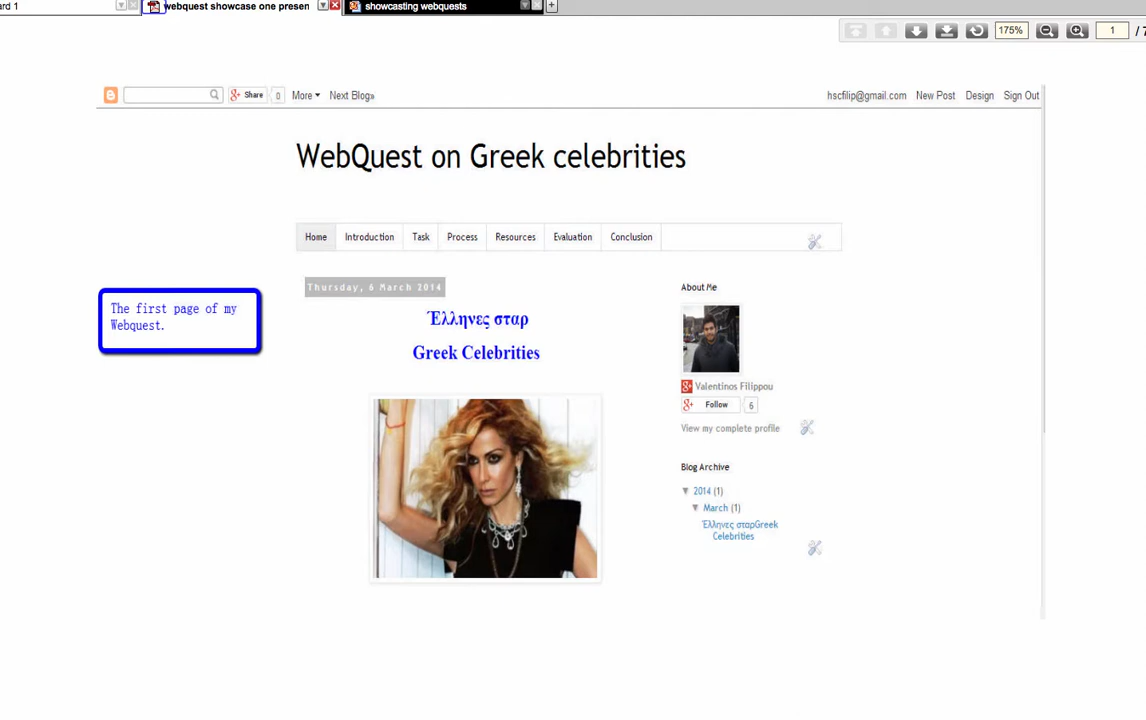 ard 1
webquest showcase one presen
showcasting webquests
175%
1
/ 7
Share
0
More
Next Blog»
hscfilip@gmail.com
New Post
Design
Sign Out
WebQuest on Greek celebrities
Home
Introduction
Task
Process
Resources
Evaluation
Conclusion
The first page of my
Webquest.
Thursday, 6 March 2014
Έλληνες σταρ
Greek Celebrities
About Me
Valentinos Filippou
Follow
6
View my complete profile
Blog Archive
▼ 2014 (1)
▼ March (1)
Έλληνες σταρGreek
Celebrities